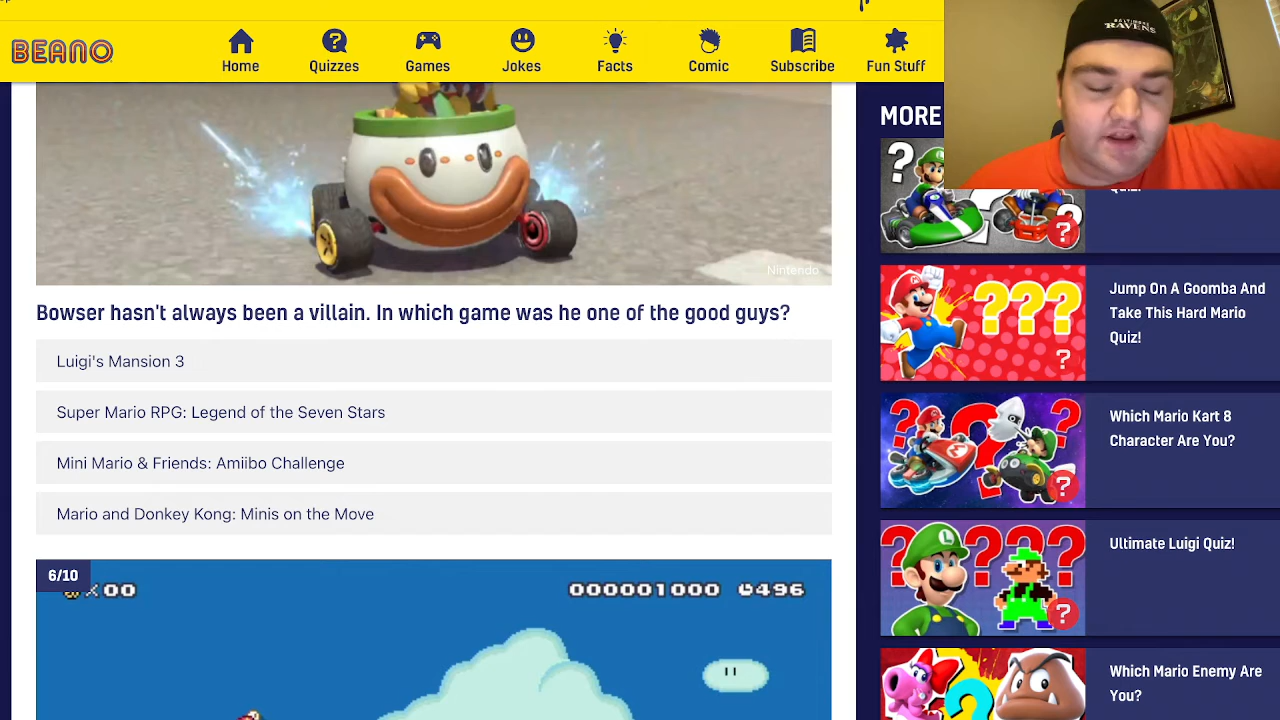 BEANO
Home
Quizzes
Games
Jokes
Facts
Comic
Subscribe
Fun Stuff
BALTIMORE
RAVENS
MORE
Nintendo
Bowser hasn't always been a villain. In which game was he one of the good guys?
Luigi's Mansion 3
Super Mario RPG: Legend of the Seven Stars
Mini Mario & Friends: Amiibo Challenge
Mario and Donkey Kong: Minis on the Move
6/10
×00
000001000
496
Jump On A Goomba And
Take This Hard Mario
Quiz!
Which Mario Kart 8
Character Are You?
Ultimate Luigi Quiz!
Which Mario Enemy Are
You?